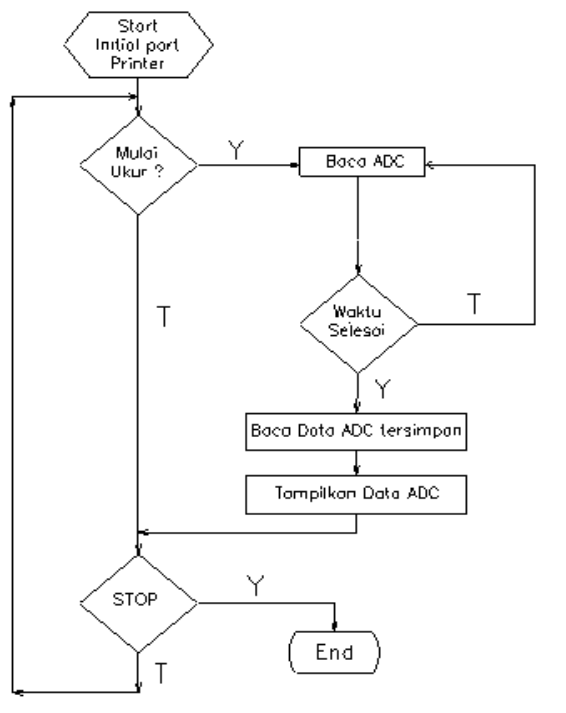 Start
Initial port
Printer
Mulai
Ukur ?
Y
Baca ADC
T
Waktu
Selesai
T
Y
Baca Data ADC tersimpan
Tampilkan Data ADC
STOP
Y
End
T